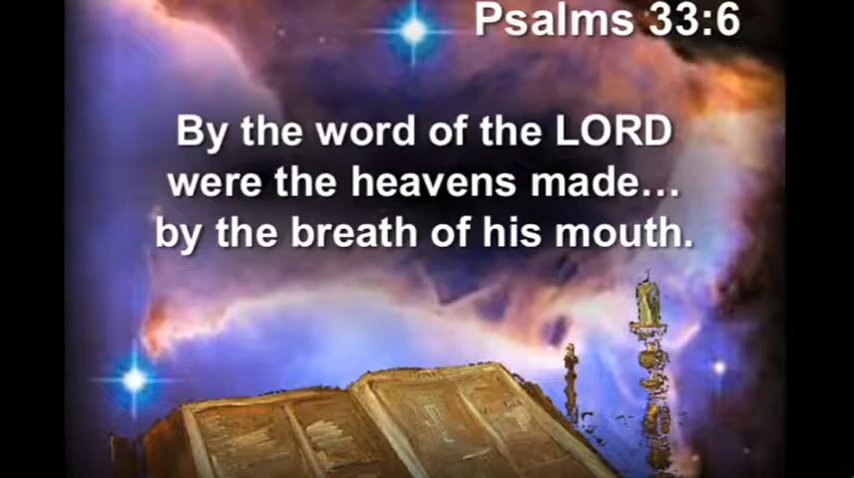 Psalms 33:6
By the word of the LORD
were the heavens made…
by the breath of his mouth.